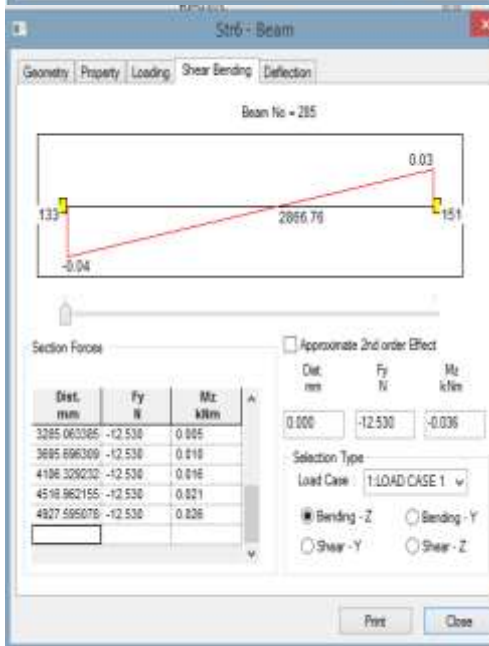 Str6 - Beam
Geometry Property Loading Shear Bending Deflection
Beam No = 285
0.03
133 2866.76 151
-0.04
Section Forces
Dist. mm Fy N Mz kNm
3285.063385 -12.530 0.005
3695.696309 -12.530 0.010
4106.329232 -12.530 0.016
4516.962155 -12.530 0.021
4927.595078 -12.530 0.026
Approximate 2nd order Effect
Dist. mm Fy N Mz kNm
0.000 -12.530 -0.036
Selection Type
Load Case : 1:LOAD CASE 1
Bending - Z Bending - Y
Shear - Y Shear - Z
Print Close